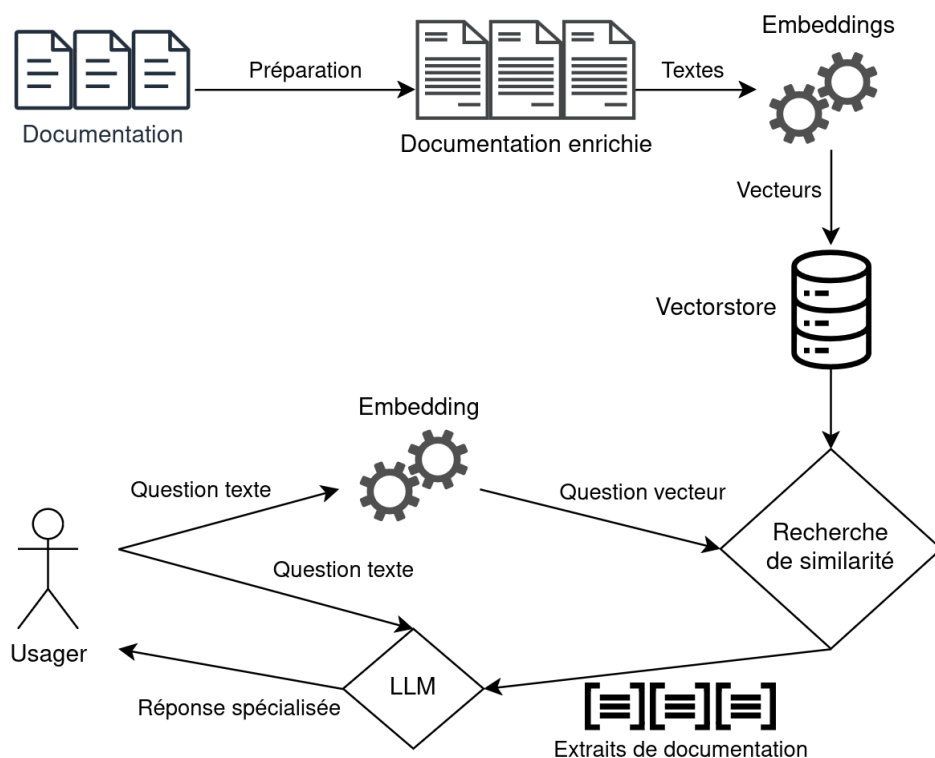 Embeddings
Préparation
Textes
Documentation
Documentation enrichie
Vecteurs
Vectorstore
Embedding
Question texte
Question vecteur
Recherche
de similarité
Question texte
Usager
LLM
Réponse spécialisée
Extraits de documentation